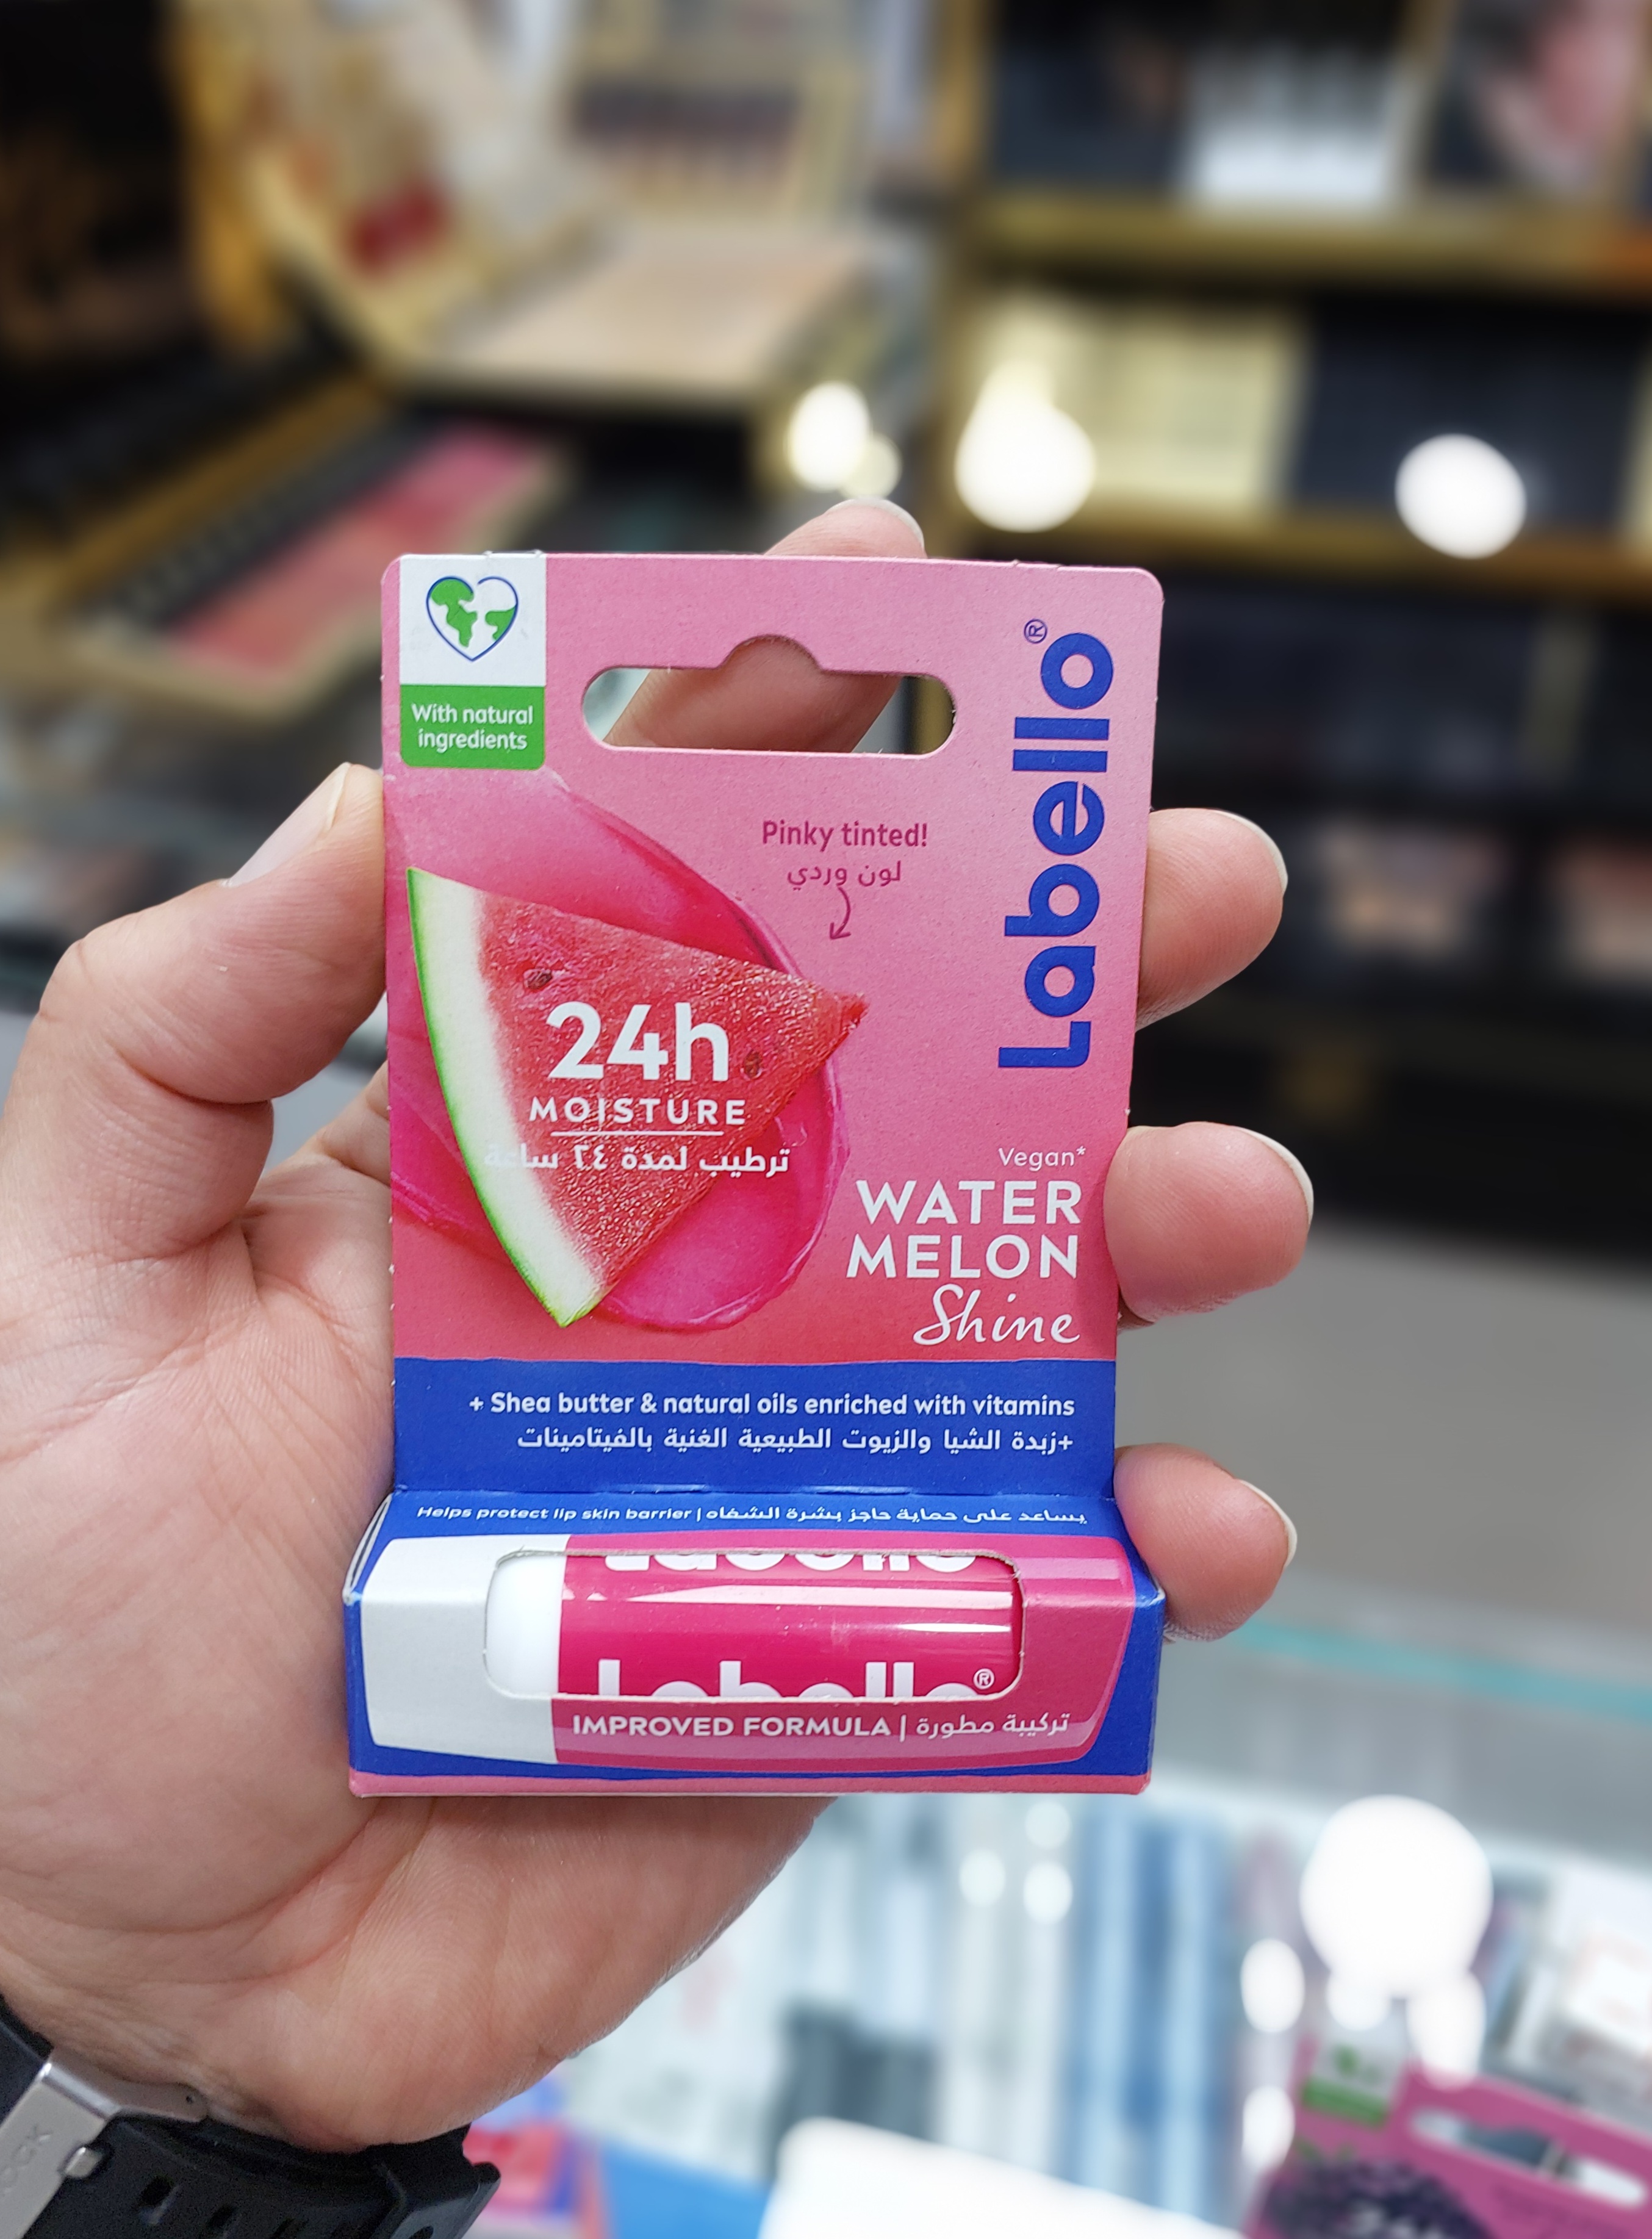 With natural
ingredients
Labello®
Pinky tinted!
لون وردي
24h
MOISTURE
ترطيب لمدة ٢٤ ساعة
Vegan*
WATER
MELON
Shine
+ Shea butter & natural oils enriched with vitamins
+زبدة الشيا والزيوت الطبيعية الغنية بالفيتامينات
Helps protect lip skin barrier | يساعد على حماية حاجز بشرة الشفاه
Labello
Labello®
IMPROVED FORMULA | تركيبة مطورة